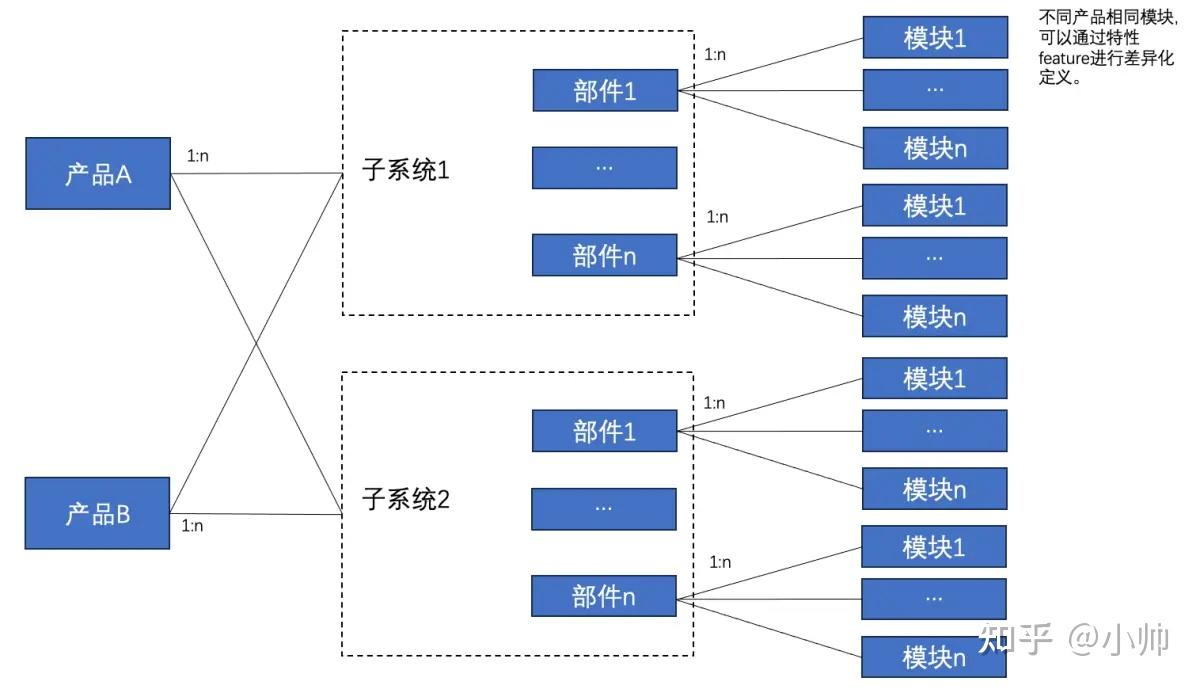 产品A
1:n
产品B
1:n
子系统1
部件1
...
部件n
1:n
模块1
...
模块n
1:n
模块1
...
模块n
子系统2
部件1
...
部件n
1:n
模块1
...
模块n
1:n
模块1
...
模块n
不同产品相同模块,
可以通过特性
feature进行差异化
定义。
知乎 @小帅